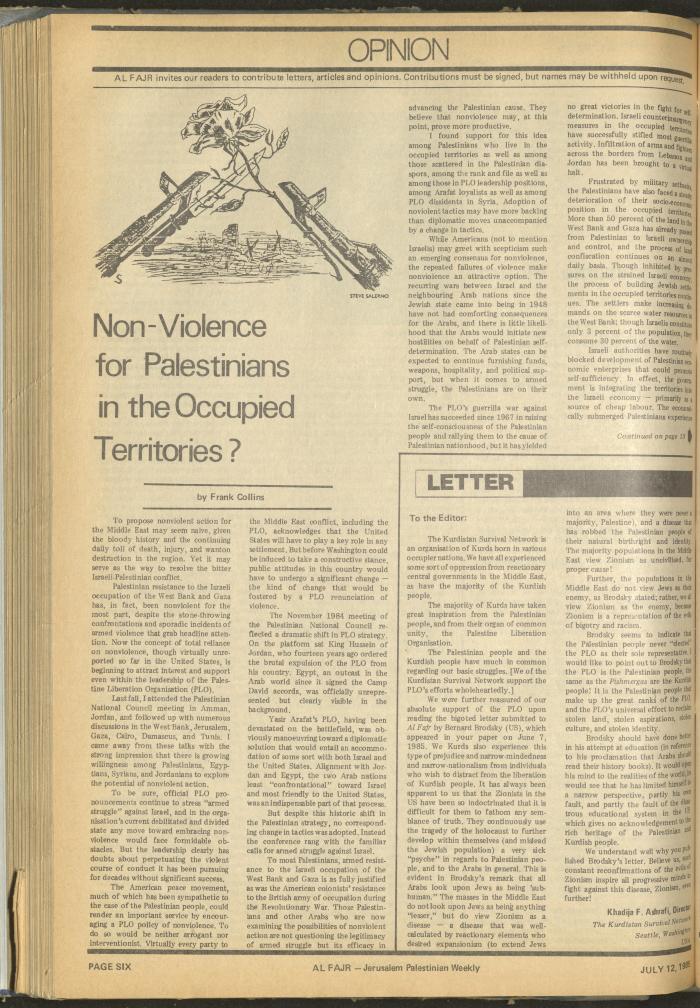 OPINION
AL FAJR invites our readers to contribute letters, articles and opinions. Contributions must be signed, but names may be withheld upon request.
STEVE SALERNO
Non-Violence
for Palestinians
in the Occupied
Territories?
by Frank Collins
To propose nonviolent action for
the Middle East may seem naive, given
the bloody history and the continuing
daily toll of death, injury, and wanton
destruction in the region. Yet it may
serve as the way to resolve the bitter
Israeli-Palestinian conflict.
Palestinian resistance to the Israeli
occupation of the West Bank and Gaza
has, in fact, been nonviolent for the
most part, despite the stone-throwing
confrontations and sporadic incidents of
armed violence that grab headline atten-
tion. Now the concept of total reliance
on nonviolence, though virtually unre-
ported so far in the United States, is
beginning to attract interest and support
even within the leadership of the Pales-
tine Liberation Organisation (PLO).
Last fall, I attended the Palestinian
National Council meeting in Amman,
Jordan, and followed up with numerous
discussions in the West Bank, Jerusalem,
Gaza, Cairo, Damascus, and Tunis. I
came away from these talks with the
strong impression that there is growing
willingness among Palestinians, Egyp-
tians, Syrians, and Jordanians to explore
the potential of nonviolent action.
To be sure, official PLO pro-
nouncements continue to stress "armed
struggle" against Israel, and in the orga-
nisation's current debilitated and divided
state any move toward embracing non-
violence would face formidable ob-
stacles. But the leadership clearly has
doubts about perpetuating the violent
course of conduct it has been pursuing
for decades without significant success.
The American peace movement,
much of which has been sympathetic to
the case of the Palestinian people, could
render an important service by encour-
aging a PLO policy of nonviolence. To
do so would be neither arrogant nor
interventionist. Virtually every party to
the Middle East conflict, including the
PLO, acknowledges that the United
States will have to play a key role in any
settlement. But before Washington could
be induced to take a constructive stance,
public attitudes in this country would
have to undergo a significant change —
the kind of change that would be
fostered by a PLO renunciation of
violence.
The November 1984 meeting of
the Palestinian National Council re-
flected a dramatic shift in PLO strategy.
On the platform sat King Hussein of
Jordan, who fourteen years ago ordered
the brutal expulsion of the PLO from
his country. Egypt, an outcast in the
Arab world since it signed the Camp
David accords, was officially unrepre-
sented but clearly visible in the
background.
Yasir Arafat's PLO, having been
devastated on the battlefield, was ob-
viously manoeuvring toward a diplomatic
solution that would entail an accommo-
dation of some sort with both Israel and
the United States. Alignment with Jor-
dan and Egypt, the two Arab nations
least "confrontational" toward Israel
and most friendly to the United States,
was an indispensable part of that process.
But despite this historic shift in
the Palestinian strategy, no correspond-
ing change in tactics was adopted. Instead
the conference rang with the familiar
calls for armed struggle against Israel.
To most Palestinians, armed resist-
ance to the Israeli occupation of the
West Bank and Gaza is as fully justified
as was the American colonists' resistance
to the British army of occupation during
the Revolutionary War. Those Palestin-
ians and other Arabs who are now
examining the possibilities of nonviolent
action are not questioning the legitimacy
of armed struggle but its efficacy in
advancing the Palestinian cause. They
believe that nonviolence may, at this
point, prove more productive.
I found support for this idea
among Palestinians who live in the
occupied territories as well as among
those scattered in the Palestinian dia-
spora, among the rank and file as well as
among those in PLO leadership positions,
among Arafat loyalists as well as among
PLO dissidents in Syria. Adoption of
noviolent tactics may have more backing
than diplomatic moves unaccompanied
by a change in tactics.
While Americans (not to mention
Israelis) may greet with scepticism such
an emerging consensus for nonviolence,
the repeated failures of violence make
nonviolence an attractive option. The
recurring wars between Israel and the
neighbouring Arab nations since the
Jewish state came into being in 1948
have not had comforting consequences
for the Arabs, and there is little likeli-
hood that the Arabs would initiate new
hostilities on behalf of Palestinian self-
determination. The Arab states can be
expected to continue furnishing funds,
weapons, hospitality, and political sup-
port, but when it comes to armed
struggle, the Palestinians are on their
own.
The PLO's guerrilla war against
Israel has succeeded since 1967 in raising
the self-consciousness of the Palestinian
people and rallying them to the cause of
Palestinian nationhood, but it has yielded
no great victories in the fight for self-
determination. Israeli counterinsurgency
measures in the occupied territories
have successfully stifled most guerrilla
activity. Infiltration of arms and fighters
across the borders from Lebanon and
Jordan has been brought to a virtual
halt.
Frustrated by military setbacks,
the Palestinians have also faced a steady
deterioration of their socio-economic
position in the occupied territories.
More than 50 percent of the land in the
West Bank and Gaza has already passed
from Palestinian to Israeli ownership
and control, and the process of land
confiscation continues on an almost
daily basis. Though inhibited by pres-
sures on the strained Israeli economy,
the process of building Jewish settle-
ments in the occupied territories contin-
ues. The settlers make increasing de-
mands on the scarce water resources in
the West Bank; though Israelis constitute
only 3 percent of the population, they
consume 30 percent of the water.
Israeli authorities have routinely
blocked development of Palestinian eco-
nomic enterprises that could promote
self-sufficiency. In effect, the govern-
ment is integrating the territories into
the Israeli economy — primarily as a
source of cheap labour. The economi-
cally submerged Palestinians experience
Continued on page 13
LETTER
To the Editor:
The Kurdistan Survival Network is
an organisation of Kurds born in various
occupier nations. We have all experienced
some sort of oppression from reactionary
central governments in the Middle East,
as have the majority of the Kurdish
people.
The majority of Kurds have taken
great inspiration from the Palestinian
people, and from their organ of common
unity, the Palestine Liberation
Organisation.
The Palestinian people and the
Kurdish people have much in common
regarding our basic struggles. [We of the
Kurdistan Survival Network support the
PLO's efforts wholeheartedly.]
We were further reassured of our
absolute support of the PLO upon
reading the bigoted letter submitted to
Al Fajr by Bernard Brodsky (US), which
appeared in your paper on June 7,
1985. We Kurds also experience this
type of prejudice and narrow-mindedness
and narrow-nationalism from individuals
who wish to distract from the liberation
of Kurdish people. It has always been
apparent to us that the Zionists in the
US have been so indoctrinated that it is
difficult for them to fathom any sem-
blance of truth. They continuously use
the tragedy of the holocaust to further
develop within themselves (and mislead
the Jewish population) a very sick
"psyche" in regards to Palestinian peo-
ple, and to the Arabs in general. This is
evident in Brodsky's remark that all
Arabs look upon Jews as being "sub-
human." The masses in the Middle East
do not look upon Jews as being anything
"lesser," but do view Zionism as a
disease — a disease that was well-
calculated by reactionary elements who
desired expansionism (to extend Jews
into an area where they were never a
majority, Palestine), and a disease that
has robbed the Palestinian people of
their natural birthright and identity.
The majority populations in the Middle
East view Zionism as uncivilised, for
proper cause!
Further, the populations in the
Middle East do not view Jews as their
enemy, as Brodsky stated; rather, we do
view Zionism as the enemy, because
Zionism is a representation of the evils
of bigotry and racism.
Brodsky seems to indicate that
the Palestinian people never "elected"
the PLO as their sole representative. I
would like to point out to Brodsky that
the PLO is the Palestinian people, the
same as the Pishmargas are the Kurdish
people! It is the Palestinian people that
make up the great ranks of the PLO
and the PLO's universal effort to reclaim
stolen land, stolen aspirations, stolen
culture, and stolen identity.
Brodsky should have done better
in his attempt at education (in reference
to his proclamation that Arabs should
read their history books). It would open
his mind to the realities of the world, he
would see that he has limited himself to
a narrow perspective, partly his own
fault, and partly the fault of the
trous educational system in the US
which gives no acknowledgement to the
rich heritage of the Palestinian and
Kurdish people.
We understand well why you pub-
lished Brodsky's letter. Believe us, such
constant reconfirmations of the evils of
Zionism inspire all progressive minds to
fight against this disease, Zionism, even
further!
Khadija F. Ashrafi, Director
The Kurdistan Survival Network
Seattle, Washington
USA
PAGE SIX
AL FAJR — Jerusalem Palestinian Weekly
JULY 12, 1985